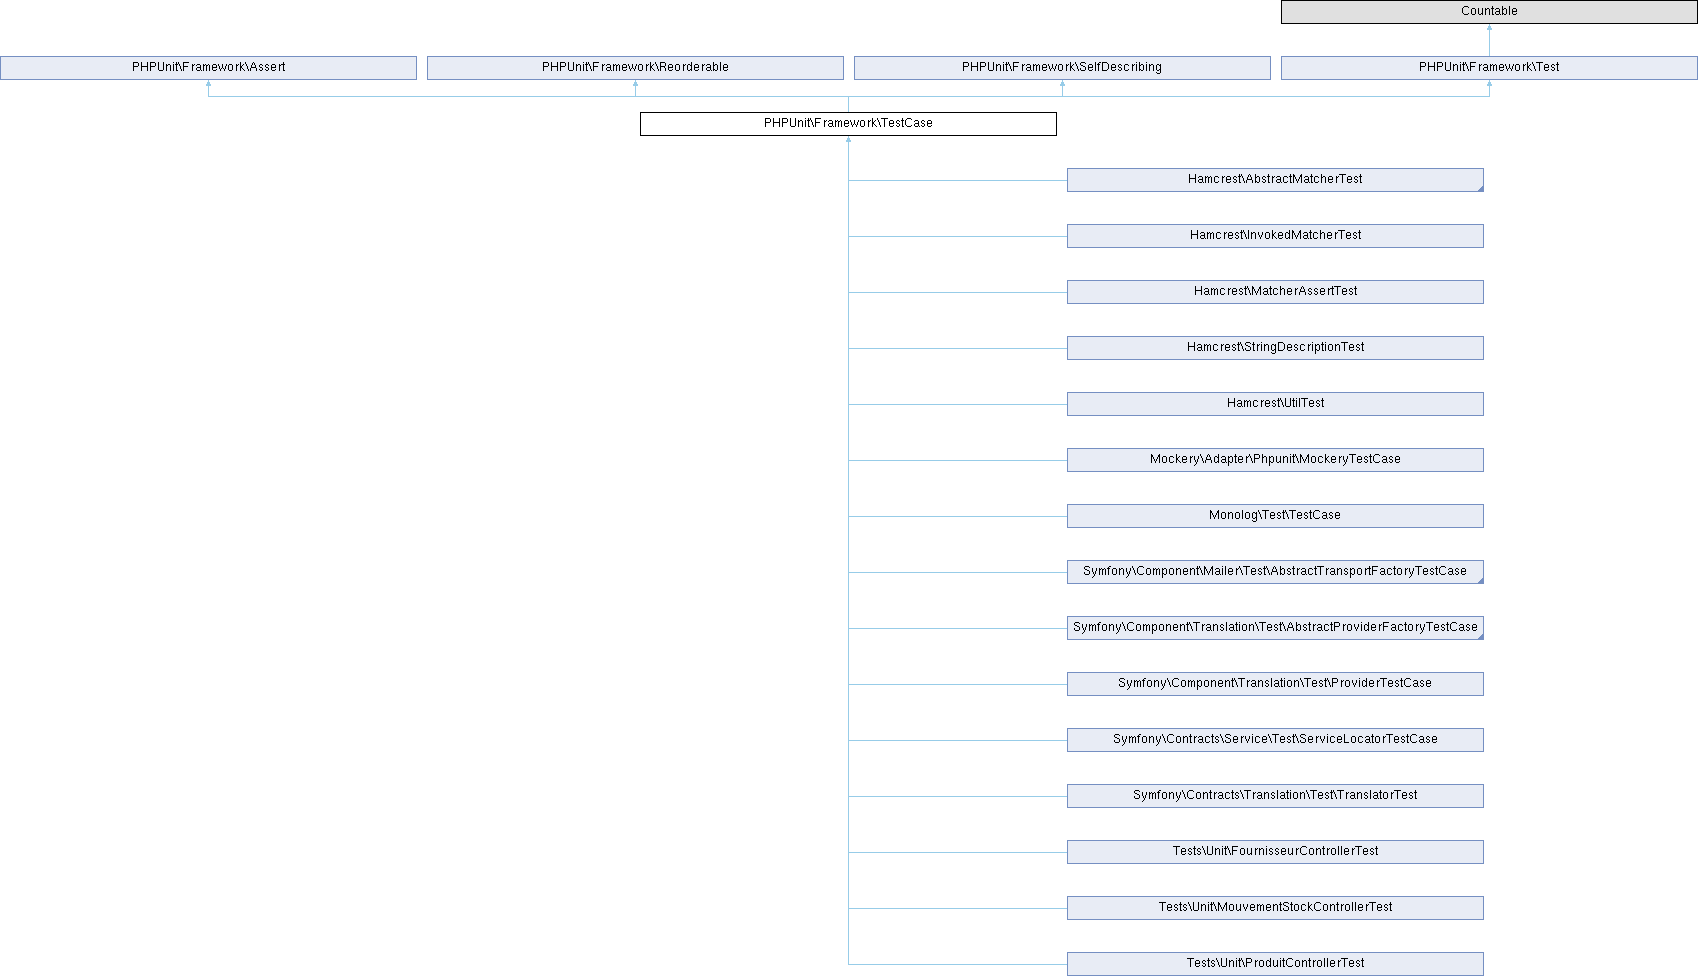 Countable
PHPUnit\Framework\Assert
PHPUnit\Framework\Reorderable
PHPUnit\Framework\SelfDescribing
PHPUnit\Framework\Test
PHPUnit\Framework\TestCase
Hamcrest\AbstractMatcherTest
Hamcrest\InvokedMatcherTest
Hamcrest\MatcherAssertTest
Hamcrest\StringDescriptionTest
Hamcrest\UtilTest
Mockery\Adapter\Phpunit\MockeryTestCase
Monolog\Test\TestCase
Symfony\Component\Mailer\Test\AbstractTransportFactoryTestCase
Symfony\Component\Translation\Test\AbstractProviderFactoryTestCase
Symfony\Component\Translation\Test\ProviderTestCase
Symfony\Contracts\Service\Test\ServiceLocatorTestCase
Symfony\Contracts\Translation\Test\TranslatorTest
Tests\Unit\FournisseurControllerTest
Tests\Unit\MouvementStockControllerTest
Tests\Unit\ProduitControllerTest